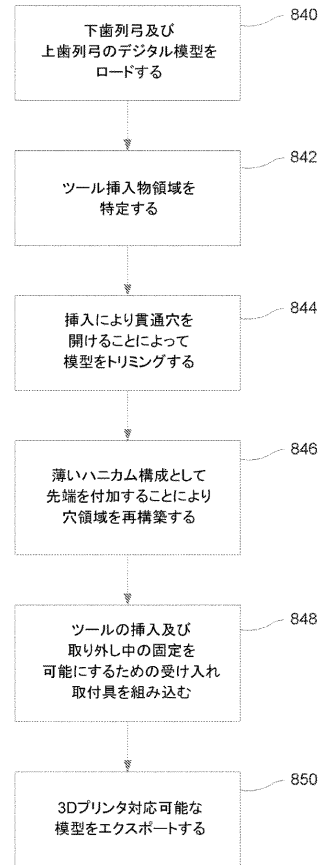 840
下歯列弓及び
上歯列弓のデジタル模型を
ロードする
842
ツール挿入物領域を
特定する
844
挿入により貫通穴を
開けることによって
模型をトリミングする
846
薄いハニカム構成として
先端を付加することにより
穴領域を再構築する
848
ツールの挿入及び
取り外し中の固定を
可能にするための受け入れ
取付具を組み込む
850
3Dプリンタ対応可能な
模型をエクスポートする